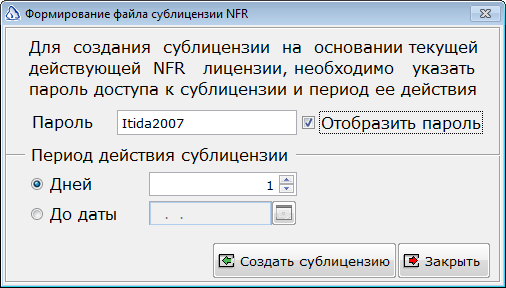 Формирование файла сублицензии NFR
Для создания сублицензии на основании текущей
действующей NFR лицензии, необходимо указать
пароль доступа к сублицензии и период ее действия
Пароль Itida2007 Отобразить пароль
Период действия сублицензии
Дней 1
До даты . .
Создать сублицензию Закрыть